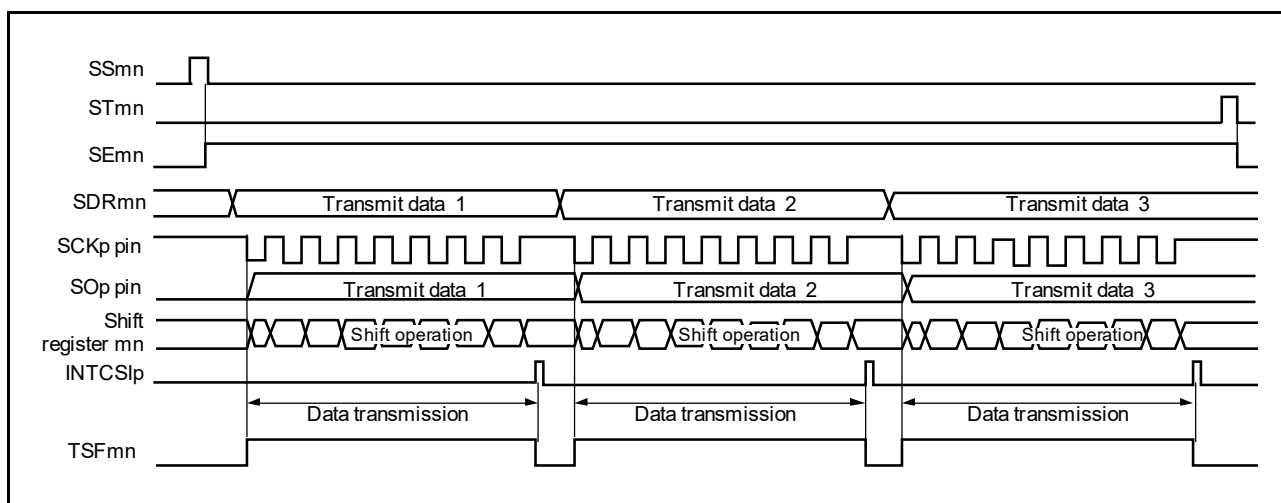 SSmn
STmn
SEmn
SDRmn
Transmit data 1
Transmit data 2
Transmit data 3
SCKp pin
SOp pin
Transmit data 1
Transmit data 2
Transmit data 3
Shift
register mn
Shift operation
Shift operation
Shift operation
INTCSIp
Data transmission
Data transmission
Data transmission
TSFmn